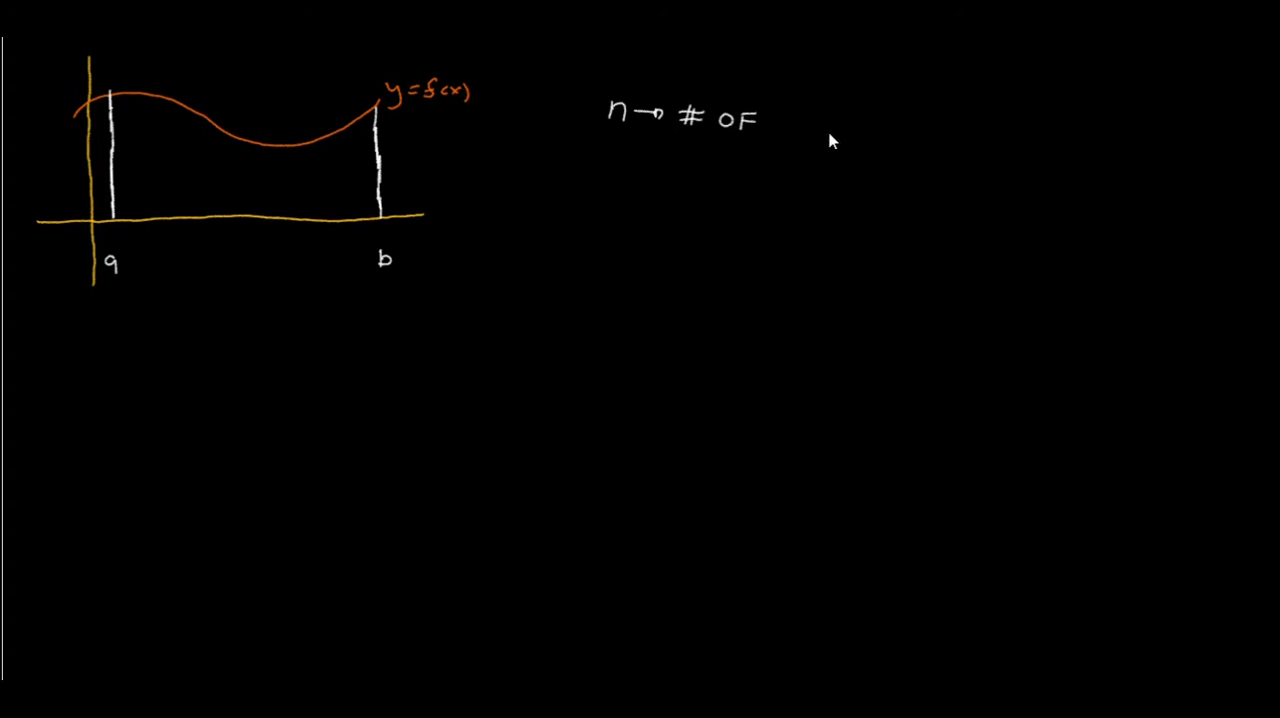 y=f(x)
n→ # OF
a b